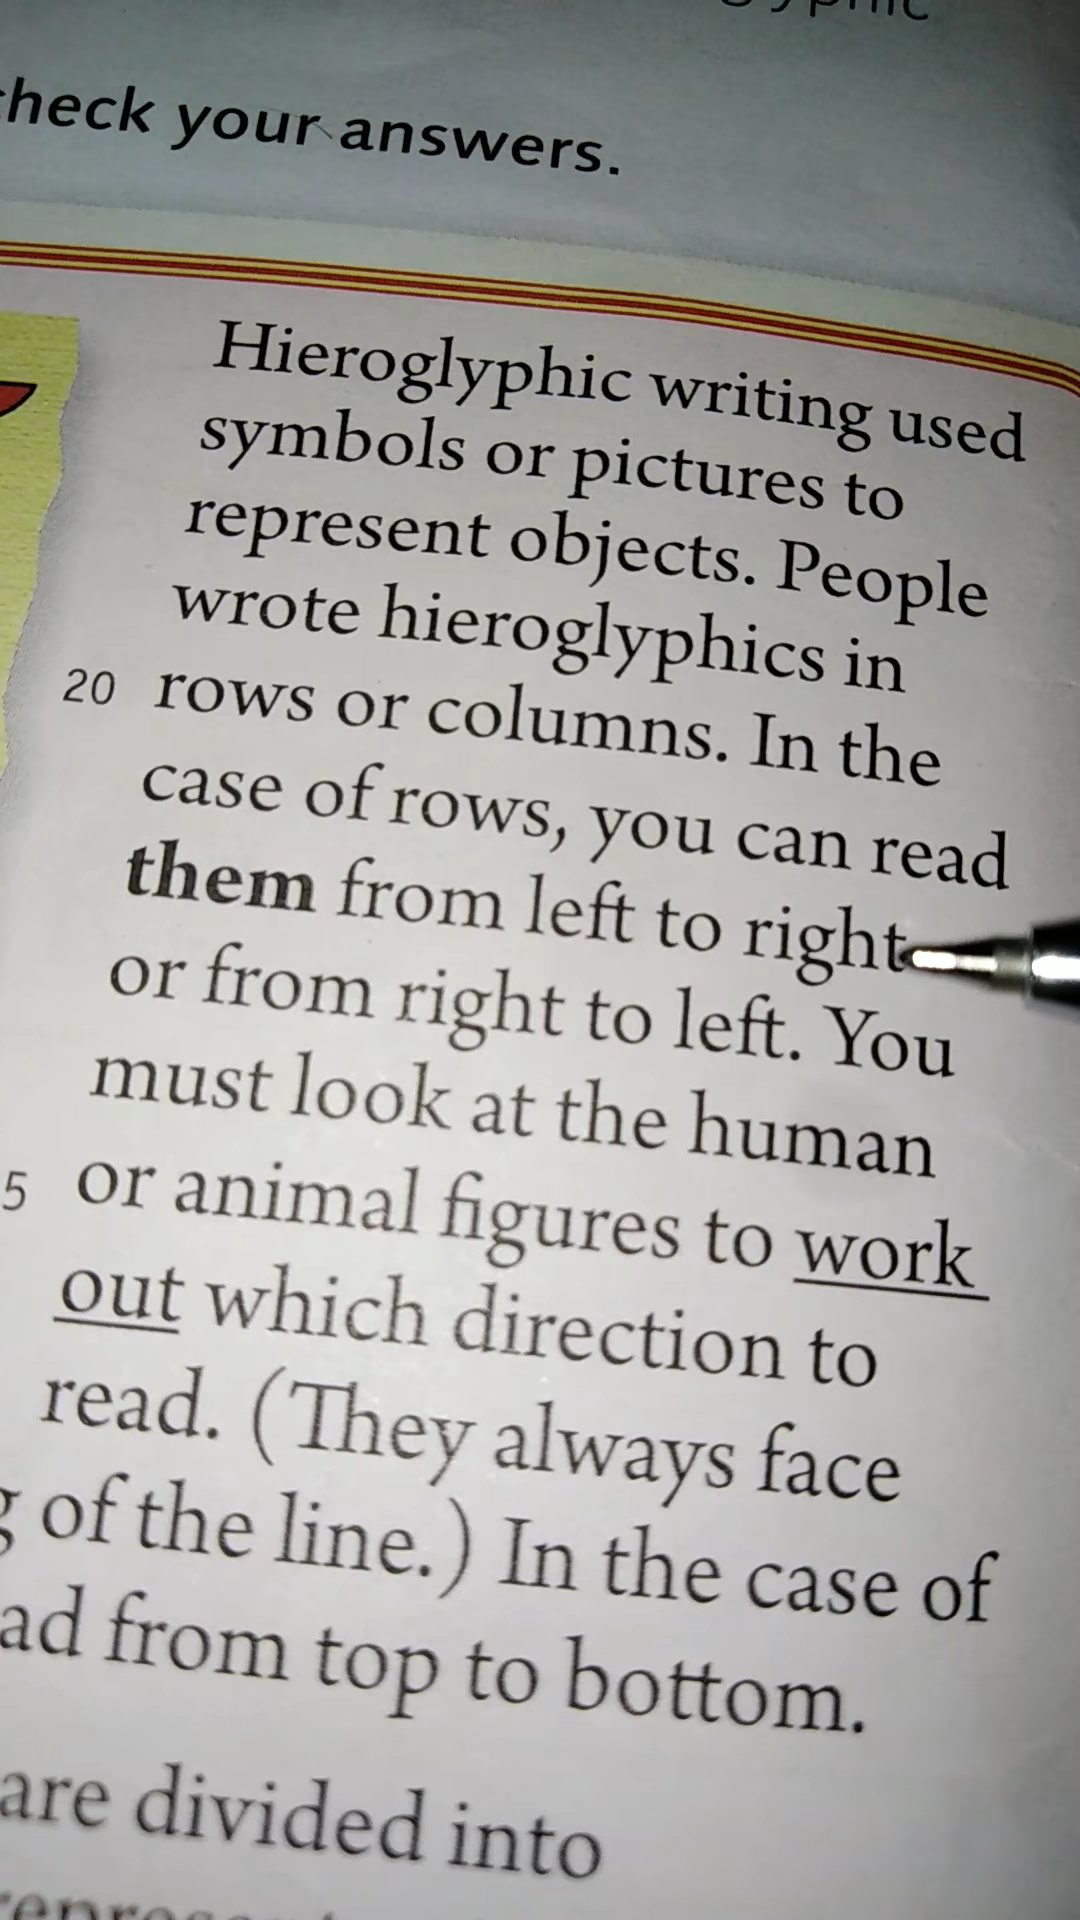 check your answers.
Hieroglyphic writing used
symbols or pictures to
represent objects. People
wrote hieroglyphics in
20 rows or columns. In the
case of rows, you can read
them from left to right
or from right to left. You
must look at the human
5 or animal figures to work
out which direction to
read. (They always face
of the line.) In the case of
ad from top to bottom.
are divided into